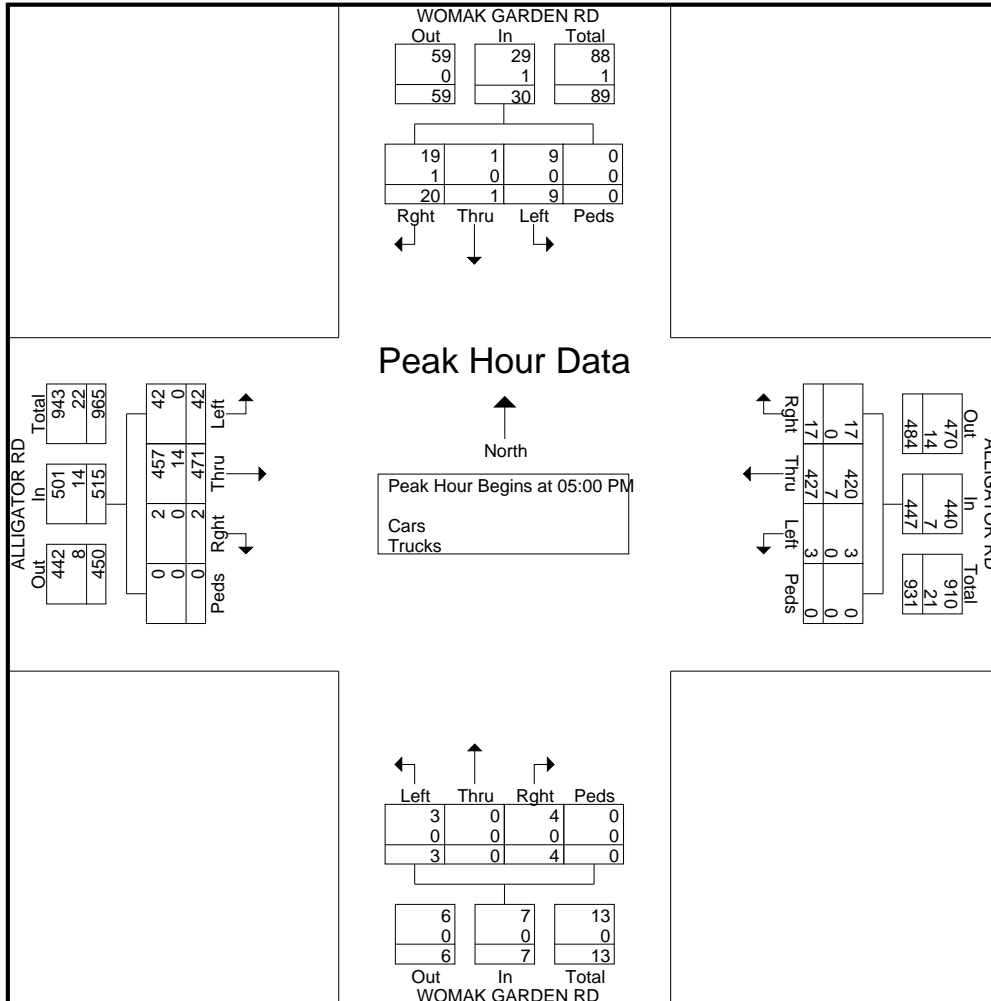 WOMAK GARDEN RD
Out In Total
59 29 88
0 1 1
59 30 89
19 1 9 0
1 0 0 0
20 1 9 0
Rght Thru Left Peds
Peak Hour Data
North
Peak Hour Begins at 05:00 PM
Cars
Trucks
ALLIGATOR RD
Out In Total
442 501 943
8 14 22
450 515 965
0 2 457 42
0 0 14 0
0 2 471 42
Peds Rght Thru Left
ALLIGATOR RD
Out In Total
470 440 910
14 7 21
484 447 931
17 420 3 0
0 7 0 0
17 427 3 0
Rght Thru Left Peds
Left Thru Rght Peds
3 0 4 0
0 0 0 0
3 0 4 0
6 7 13
0 0 0
6 7 13
Out In Total
WOMAK GARDEN RD